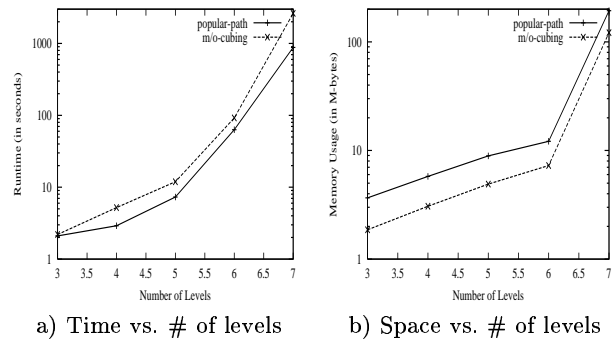 popular-path
m/o-cubing
1000
100
10
1
Runtime (in seconds)
3 3.5 4 4.5 5 5.5 6 6.5 7
Number of Levels
a) Time vs. # of levels
popular-path
m/o-cubing
100
10
1
Memory Usage (in M-bytes)
3 3.5 4 4.5 5 5.5 6 6.5 7
Number of Levels
b) Space vs. # of levels